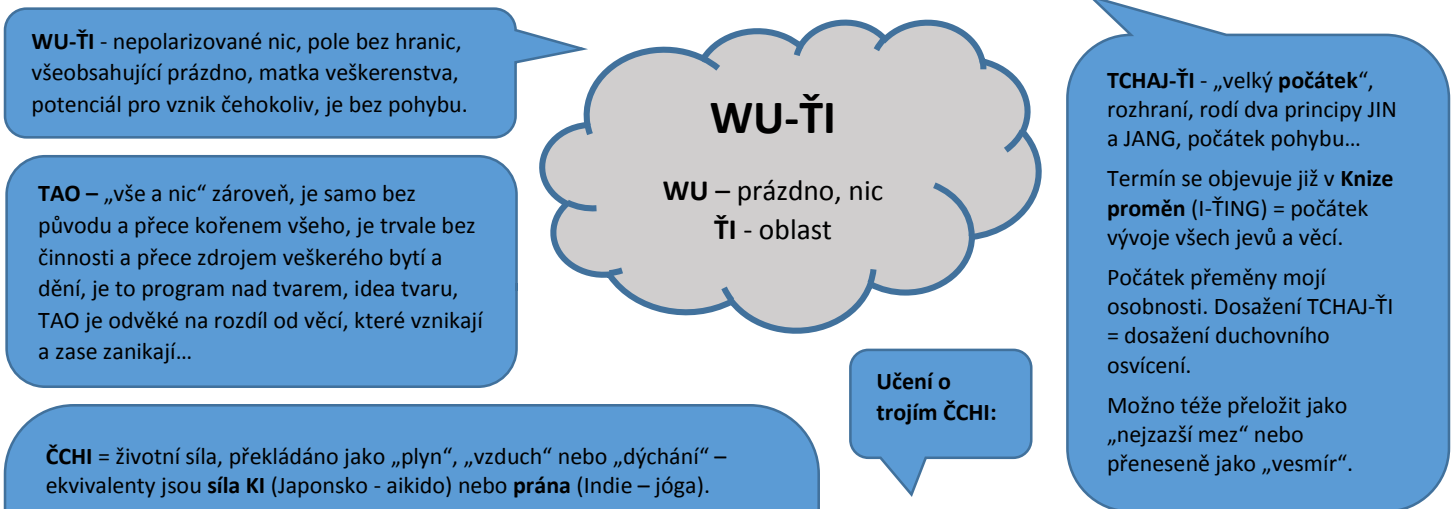 WU-ŤI - nepolarizované nic, pole bez hranic,
všeobsahující prázdno, matka veškerenstva,
potenciál pro vznik čehokoliv, je bez pohybu.
TAO – „vše a nic“ zároveň, je samo bez
původu a přece kořenem všeho, je trvale bez
činnosti a přece zdrojem veškerého bytí a
dění, je to program nad tvarem, idea tvaru,
TAO je odvěké na rozdíl od věcí, které vznikají
a zase zanikají…
WU-ŤI
WU – prázdno, nic
ŤI - oblast
TCHAJ-ŤI - „velký počátek“,
rozhraní, rodí dva principy JIN
a JANG, počátek pohybu…
Termín se objevuje již v Knize
proměn (I-ŤING) = počátek
vývoje všech jevů a věcí.
Počátek přeměny mojí
osobnosti. Dosažení TCHAJ-ŤI
= dosažení duchovního
osvícení.
Možno téže přeložit jako
„nejzazší mez“ nebo
přeneseně jako „vesmír“.
Učení o
trojím ČCHI:
ČCHI = životní síla, překládáno jako „plyn“, „vzduch“ nebo „dýchání“ –
ekvivalenty jsou síla KI (Japonsko - aikido) nebo prána (Indie – jóga).